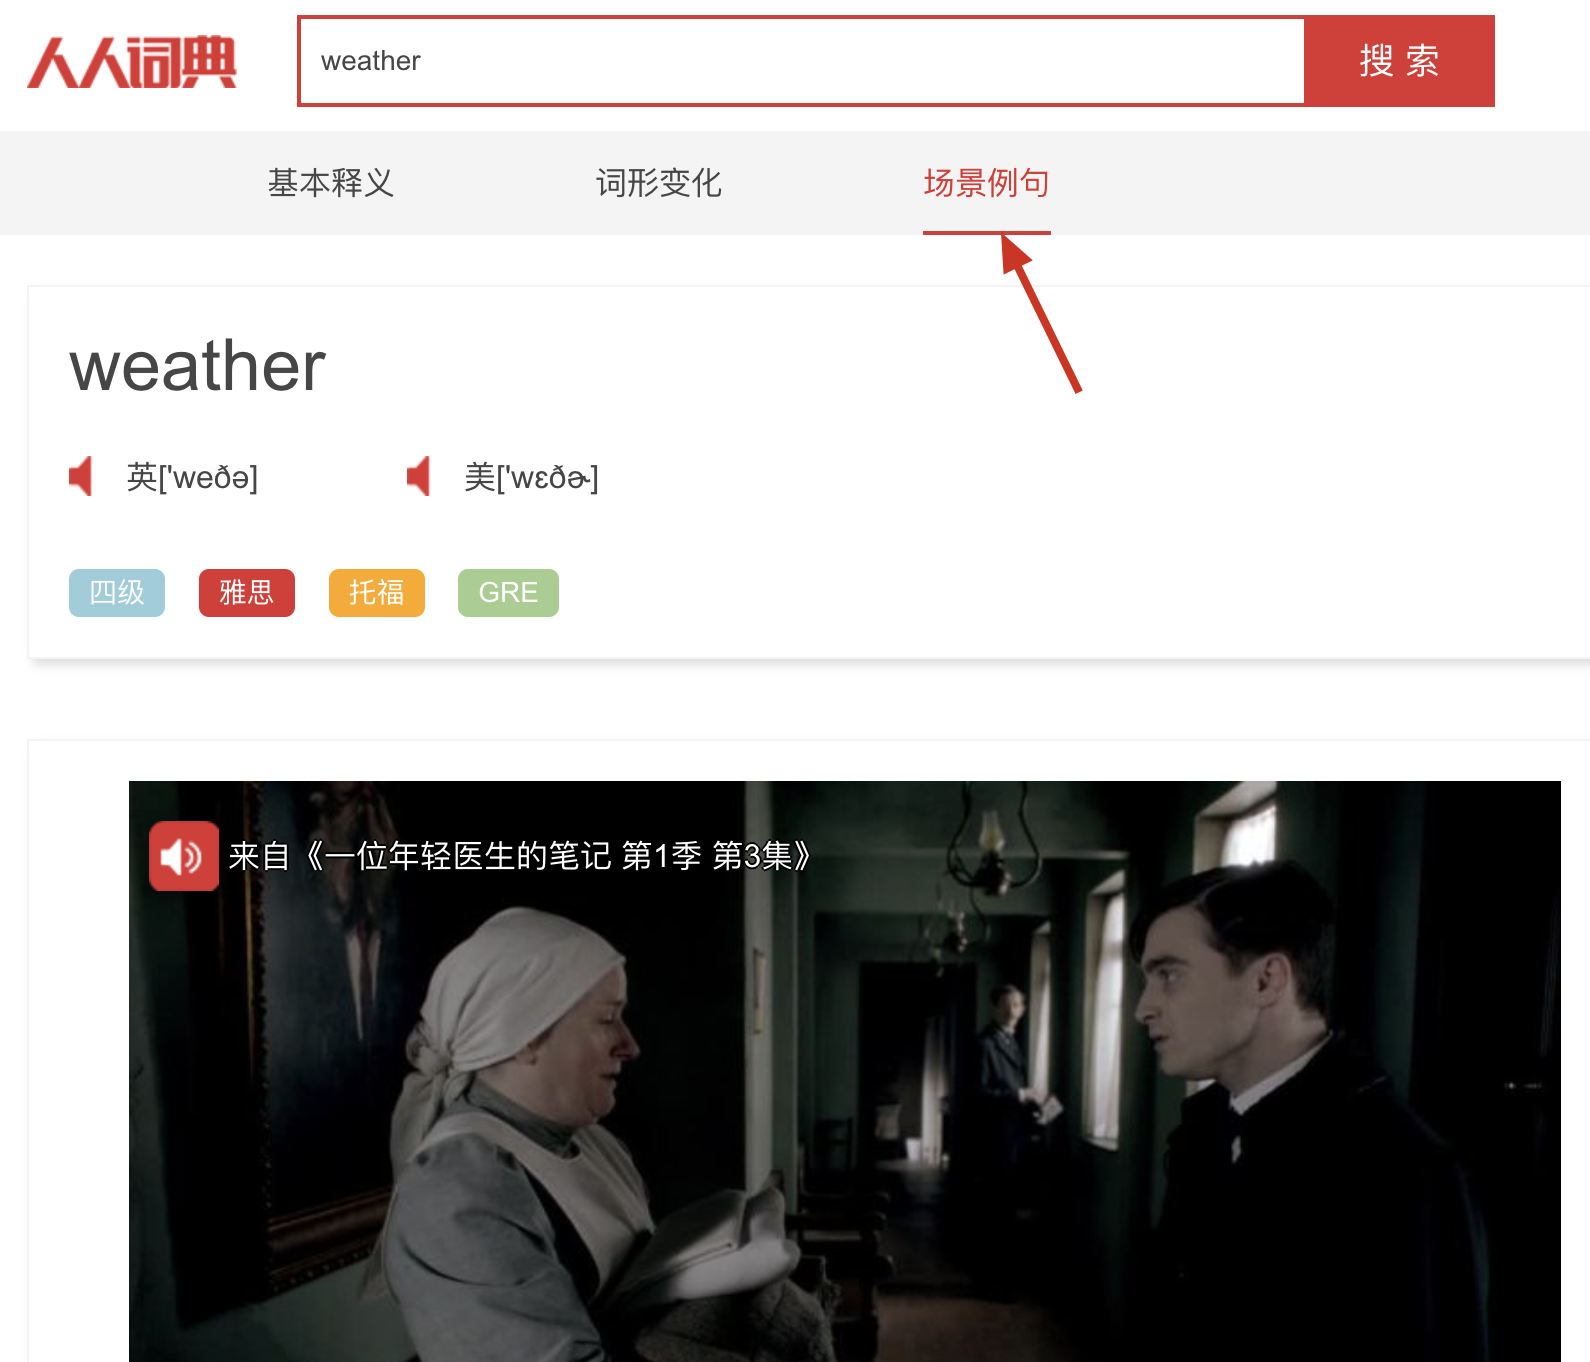 人人词典
weather
搜 索
基本释义
词形变化
场景例句
weather
英['weðə]
美['wɛðɚ]
四级
雅思
托福
GRE
来自《一位年轻医生的笔记 第1季 第3集》